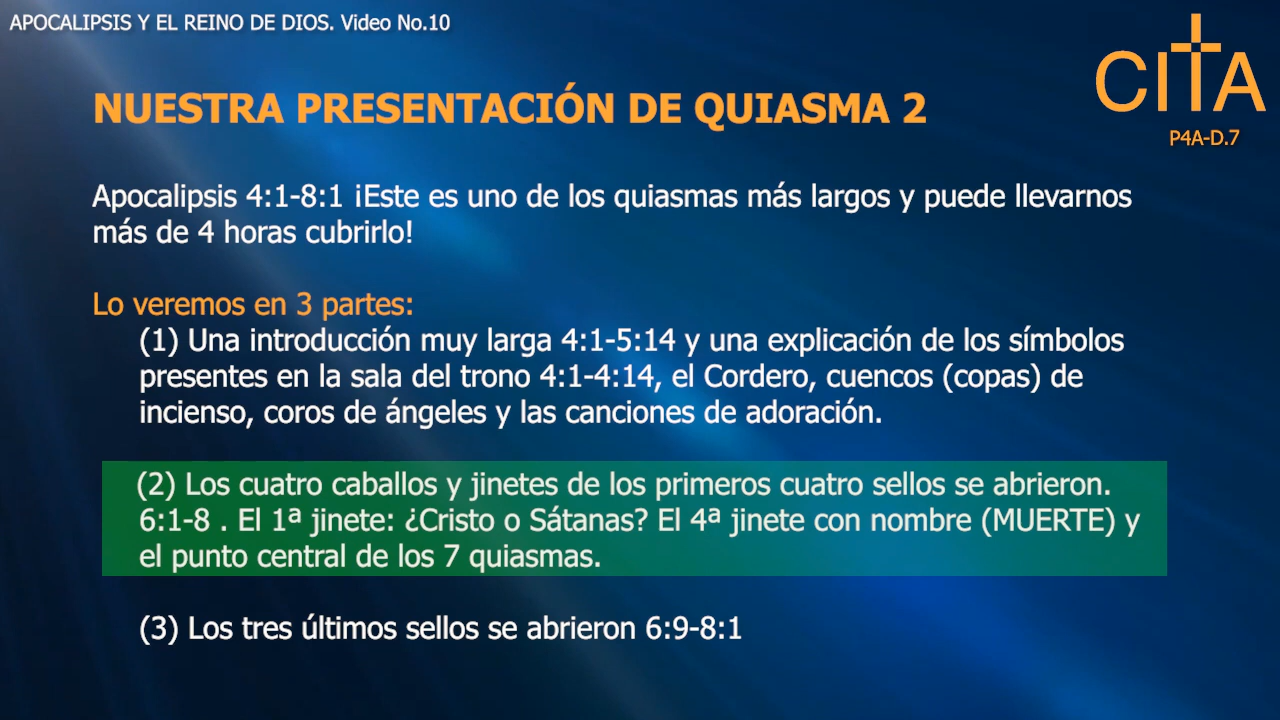 APOCALIPSIS Y EL REINO DE DIOS. Video No.10
CITA
P4A-D.7
NUESTRA PRESENTACIÓN DE QUIASMA 2
Apocalipsis 4:1-8:1 ¡Este es uno de los quiasmas más largos y puede llevarnos
más de 4 horas cubrirlo!
Lo veremos en 3 partes:
(1) Una introducción muy larga 4:1-5:14 y una explicación de los símbolos
presentes en la sala del trono 4:1-4:14, el Cordero, cuencos (copas) de
incienso, coros de ángeles y las canciones de adoración.
(2) Los cuatro caballos y jinetes de los primeros cuatro sellos se abrieron.
6:1-8 . El 1ª jinete: ¿Cristo o Sátanas? El 4ª jinete con nombre (MUERTE) y
el punto central de los 7 quiasmas.
(3) Los tres últimos sellos se abrieron 6:9-8:1